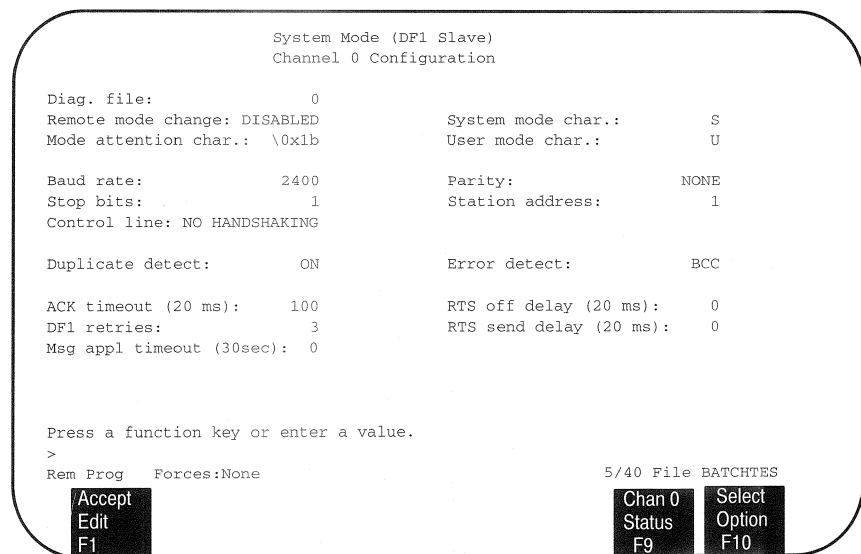 System Mode (DF1 Slave)
Channel 0 Configuration
Diag. file: 0
Remote mode change: DISABLED System mode char.: S
Mode attention char.: \0x1b User mode char.: U
Baud rate: 2400 Parity: NONE
Stop bits: 1 Station address: 1
Control line: NO HANDSHAKING
Duplicate detect: ON Error detect: BCC
ACK timeout (20 ms): 100 RTS off delay (20 ms): 0
DF1 retries: 3 RTS send delay (20 ms): 0
Msg appl timeout (30sec): 0
Press a function key or enter a value.
>
Rem Prog Forces:None 5/40 File BATCHTES
Accept Edit F1
Chan 0 Status F9
Select Option F10